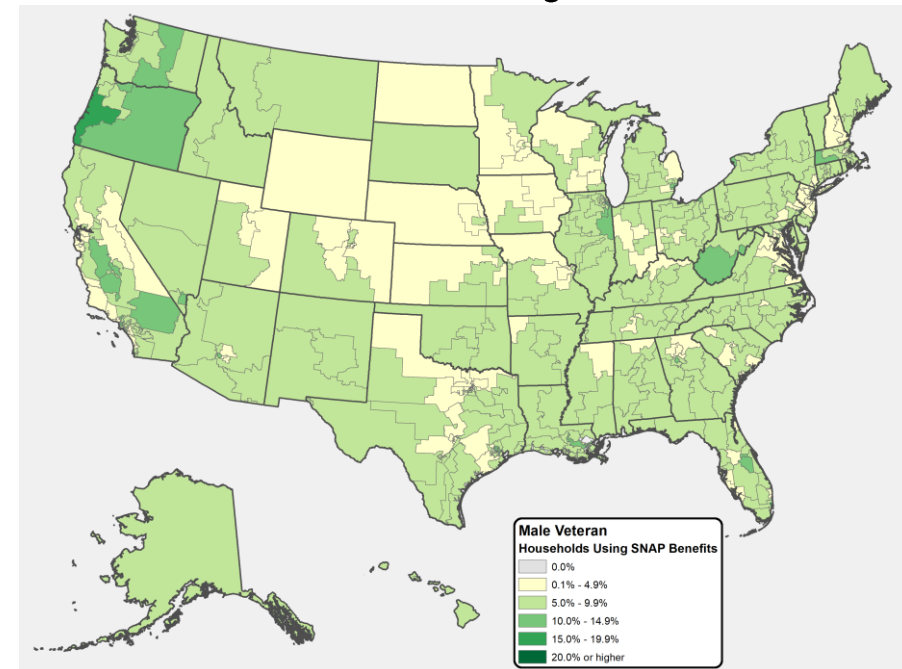 Male Veteran
Households Using SNAP Benefits
0.0%
0.1% - 4.9%
5.0% - 9.9%
10.0% - 14.9%
15.0% - 19.9%
20.0% or higher